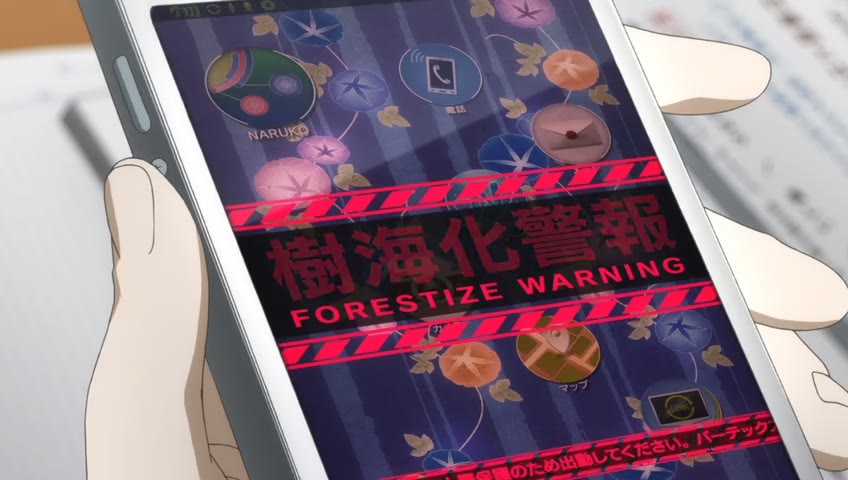 NARUKO
電話
樹海化警報
FORESTIZE WARNING
マップ
のため出動してください。バーテック